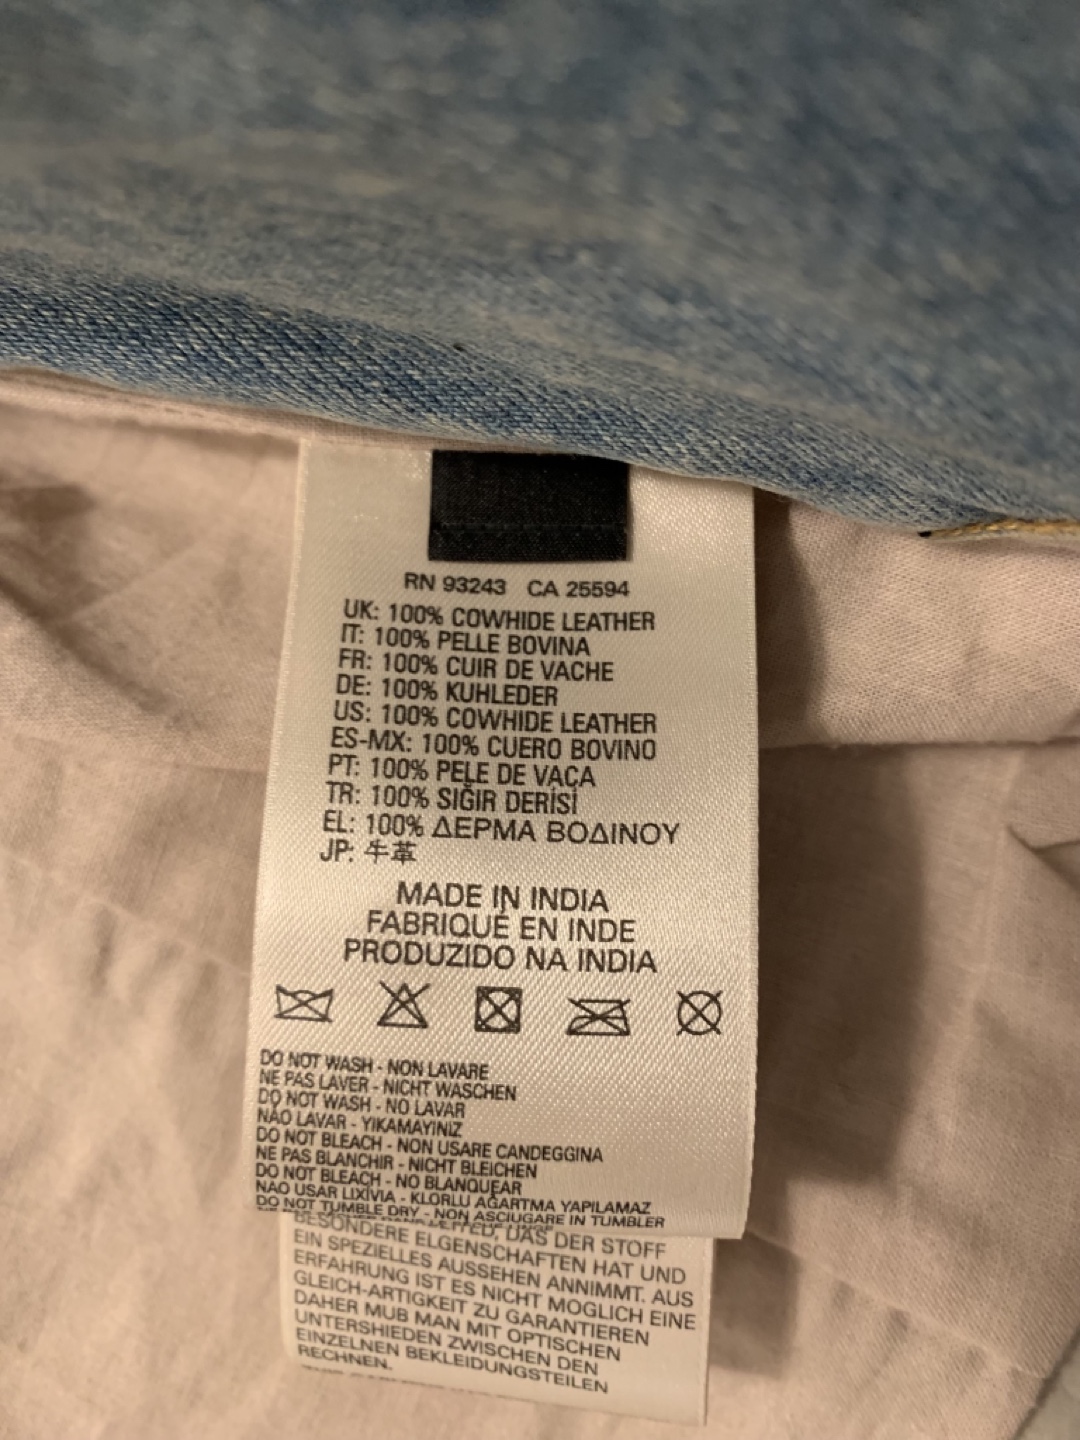 RN 93243 CA 25594
UK: 100% COWHIDE LEATHER
IT: 100% PELLE BOVINA
FR: 100% CUIR DE VACHE
DE: 100% KUHLEDER
US: 100% COWHIDE LEATHER
ES-MX: 100% CUERO BOVINO
PT: 100% PELE DE VACA
TR: 100% SIĞIR DERİSİ
EL: 100% ΔΕΡΜΑ ΒΟΔΙΝΟΥ
JP: 牛革
MADE IN INDIA
FABRIQUÉ EN INDE
PRODUZIDO NA INDIA
DO NOT WASH - NON LAVARE
NE PAS LAVER - NICHT WASCHEN
DO NOT WASH - NO LAVAR
NÃO LAVAR - YIKAMAYINIZ
DO NOT BLEACH - NON USARE CANDEGGINA
NE PAS BLANCHIR - NICHT BLEICHEN
DO NOT BLEACH - NO BLANQUEAR
NAO USAR LIXÍVIA - KLORLU AĞARTMA YAPILAMAZ
DO NOT TUMBLE DRY - NON ASCIUGARE IN TUMBLER
DAS DER STOFF
BESONDERE ELGENSCHAFTEN HAT UND
EIN SPEZIELLES AUSSEHEN ANNIMMT. AUS
ERFAHRUNG IST ES NICHT MOGLICH EINE
GLEICH-ARTIGKEIT ZU GARANTIEREN
DAHER MUB MAN MIT OPTISCHEN
UNTERSHIEDEN ZWISCHEN DEN
EINZELNEN BEKLEIDUNGSTEILEN
RECHNEN.